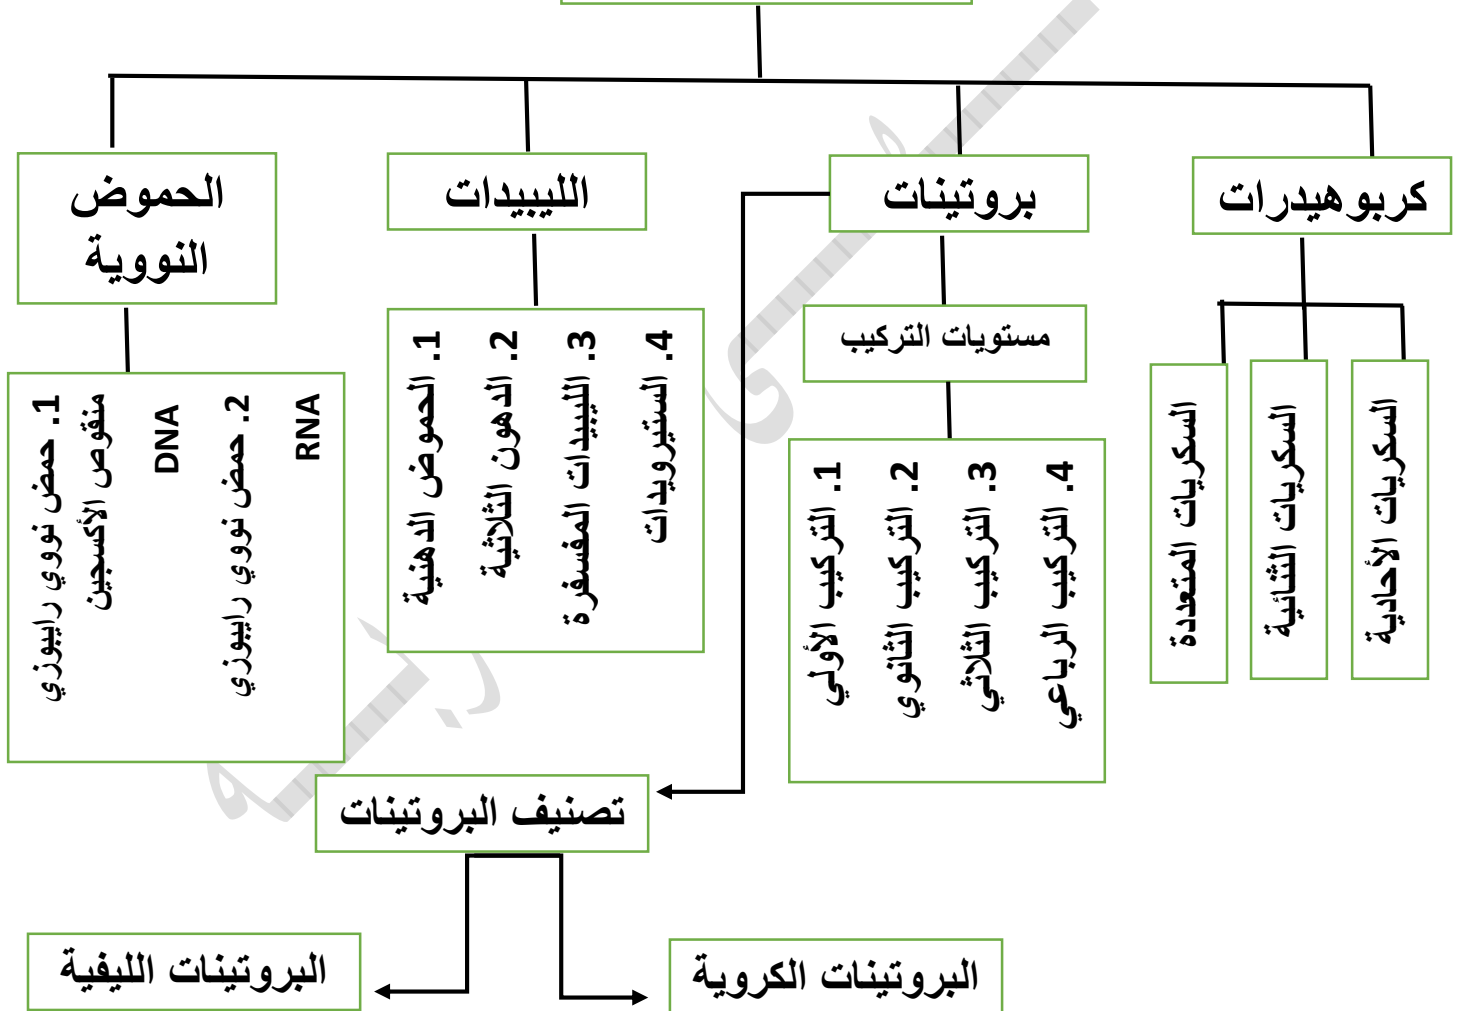 كربوهيدرات
بروتينات
الليبيدات
الحموض
النووية
السكريات الأحادية
السكريات الثنائية
السكريات المتعددة
مستويات التركيب
1. التركيب الأولي
2. التركيب الثانوي
3. التركيب الثلاثي
4. التركيب الرباعي
1. الحموض الدهنية
2. الدهون الثلاثية
3. الليبيدات المفسفرة
4. الستيرويدات
1. حمض نووي رايبوزي
منقوص الأكسجين
DNA
2. حمض نووي رايبوزي
RNA
تصنيف البروتينات
البروتينات الكروية
البروتينات الليفية